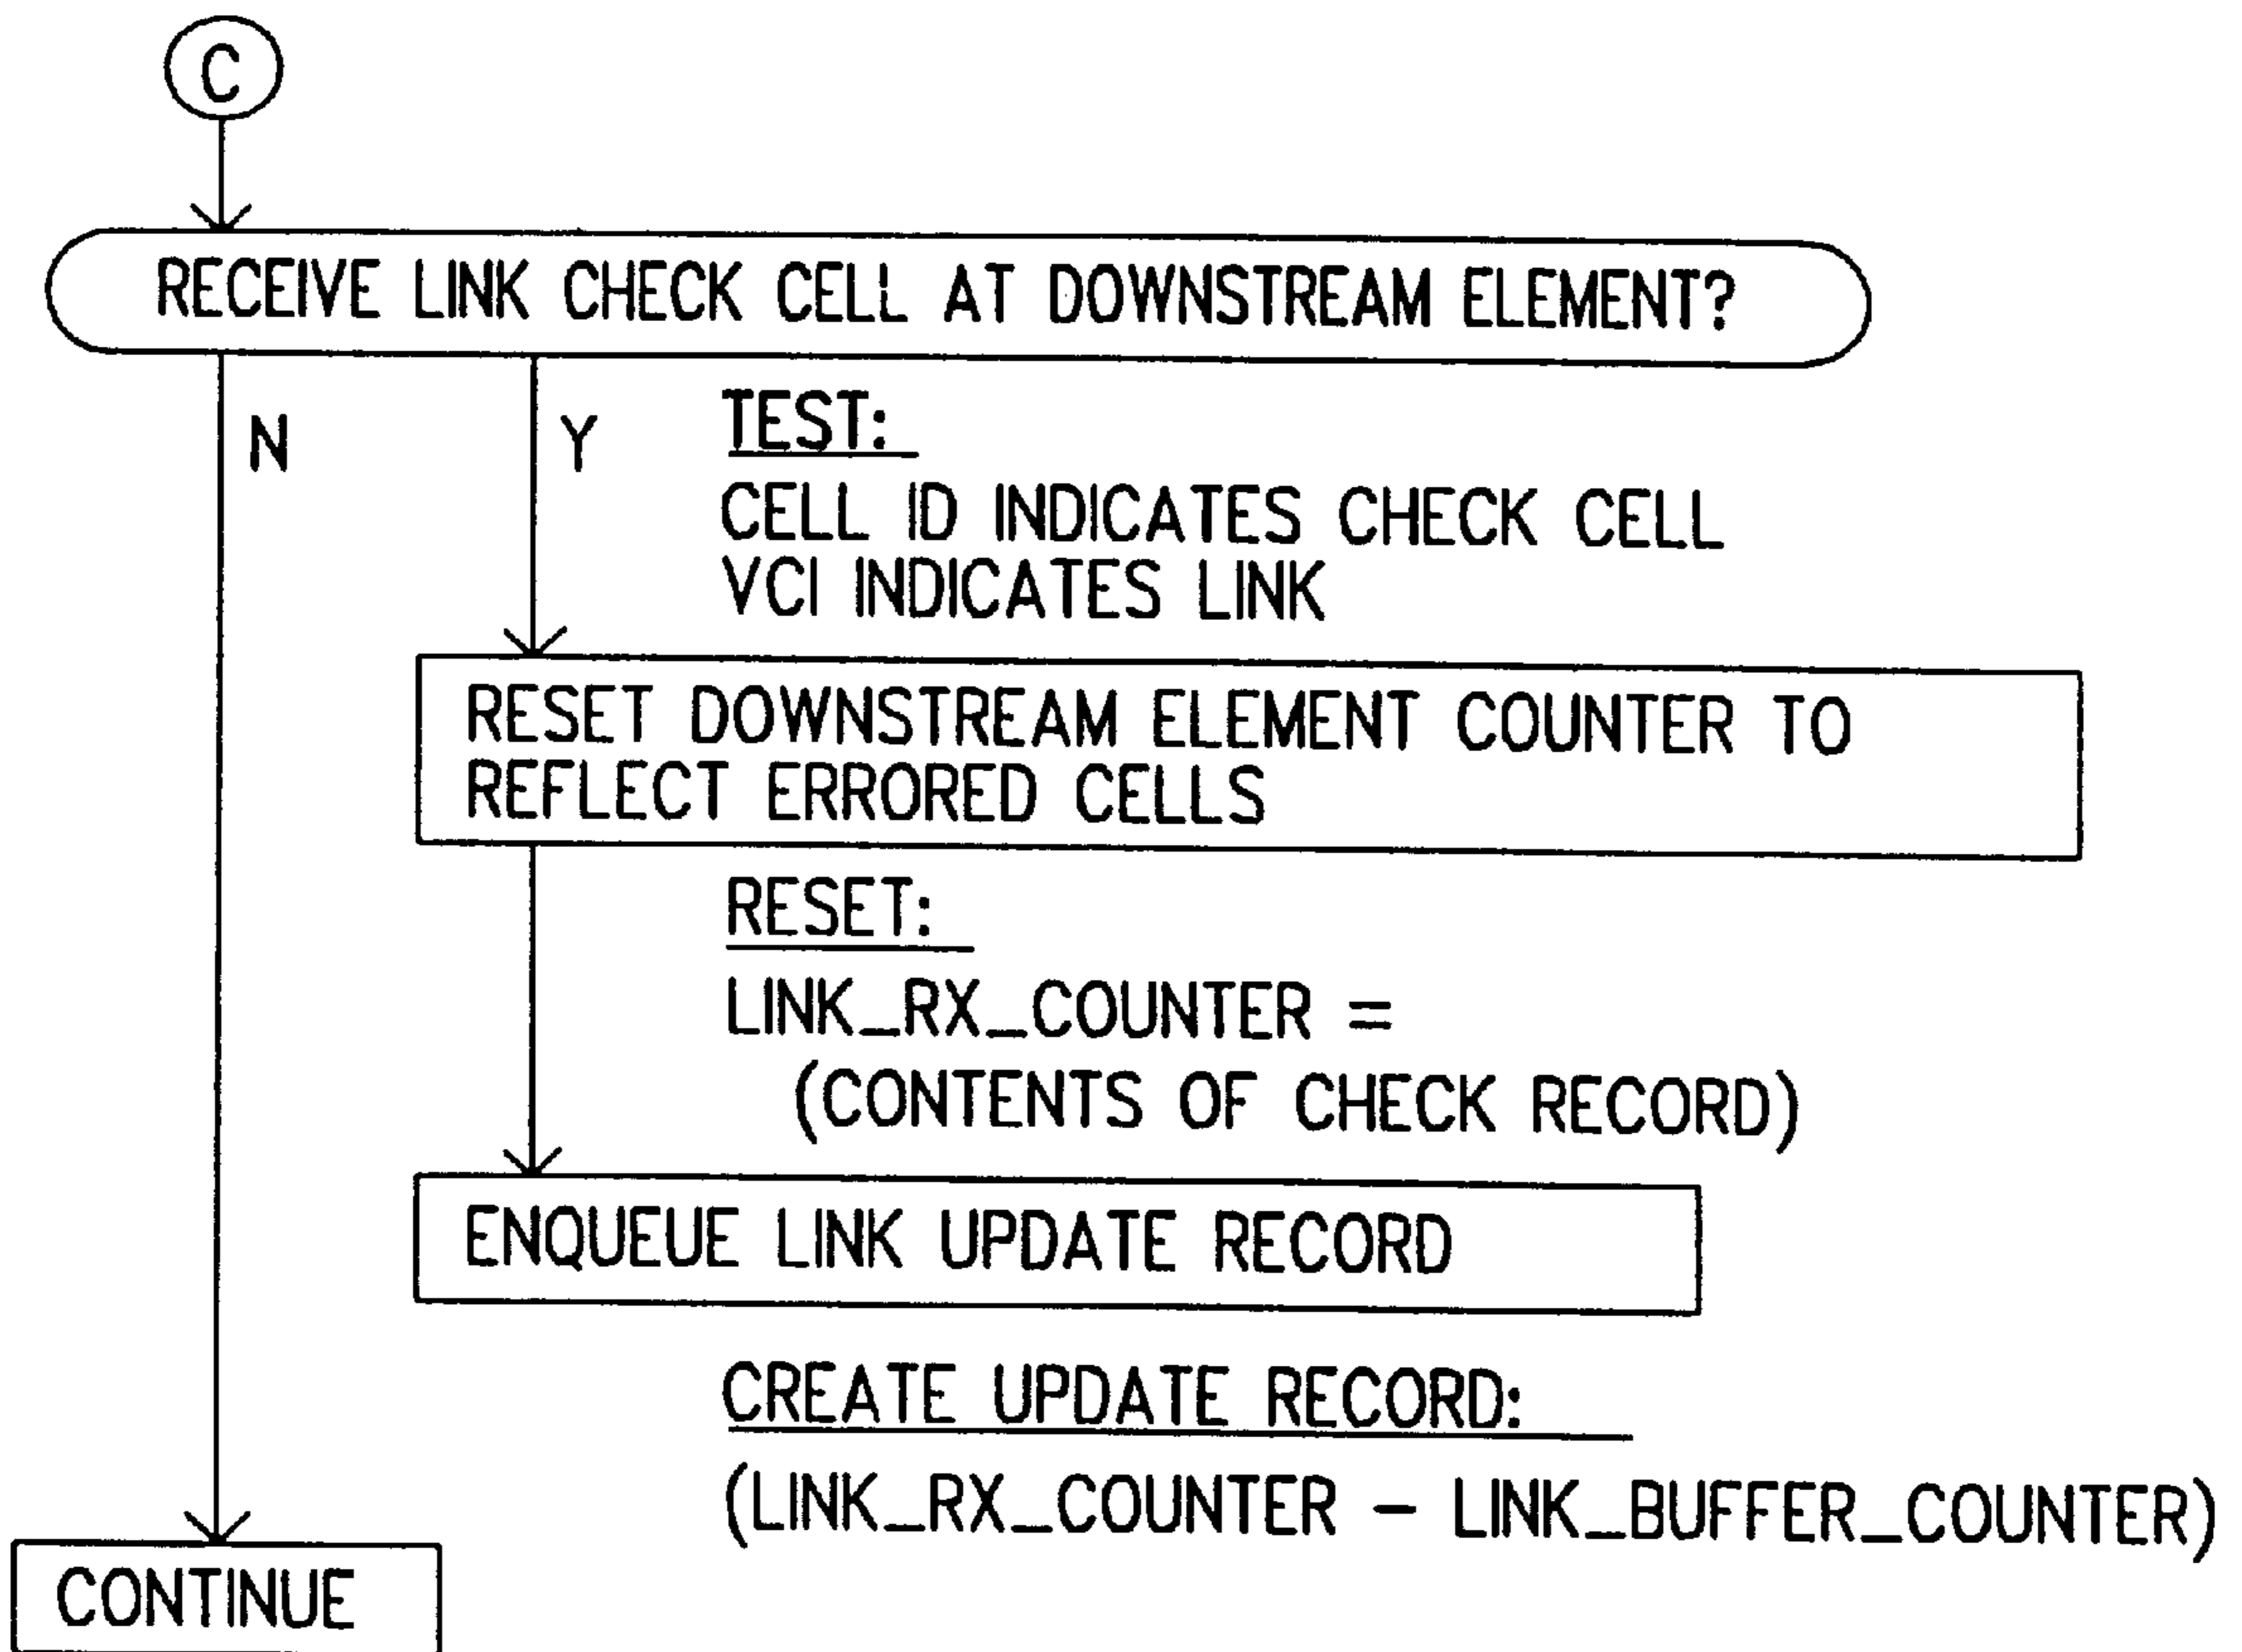 C
RECEIVE LINK CHECK CELL AT DOWNSTREAM ELEMENT?
N
Y
TEST:
CELL ID INDICATES CHECK CELL
VCI INDICATES LINK
RESET DOWNSTREAM ELEMENT COUNTER TO
REFLECT ERRORED CELLS
RESET:
LINK_RX_COUNTER =
(CONTENTS OF CHECK RECORD)
ENQUEUE LINK UPDATE RECORD
CREATE UPDATE RECORD:
(LINK_RX_COUNTER - LINK_BUFFER_COUNTER)
CONTINUE